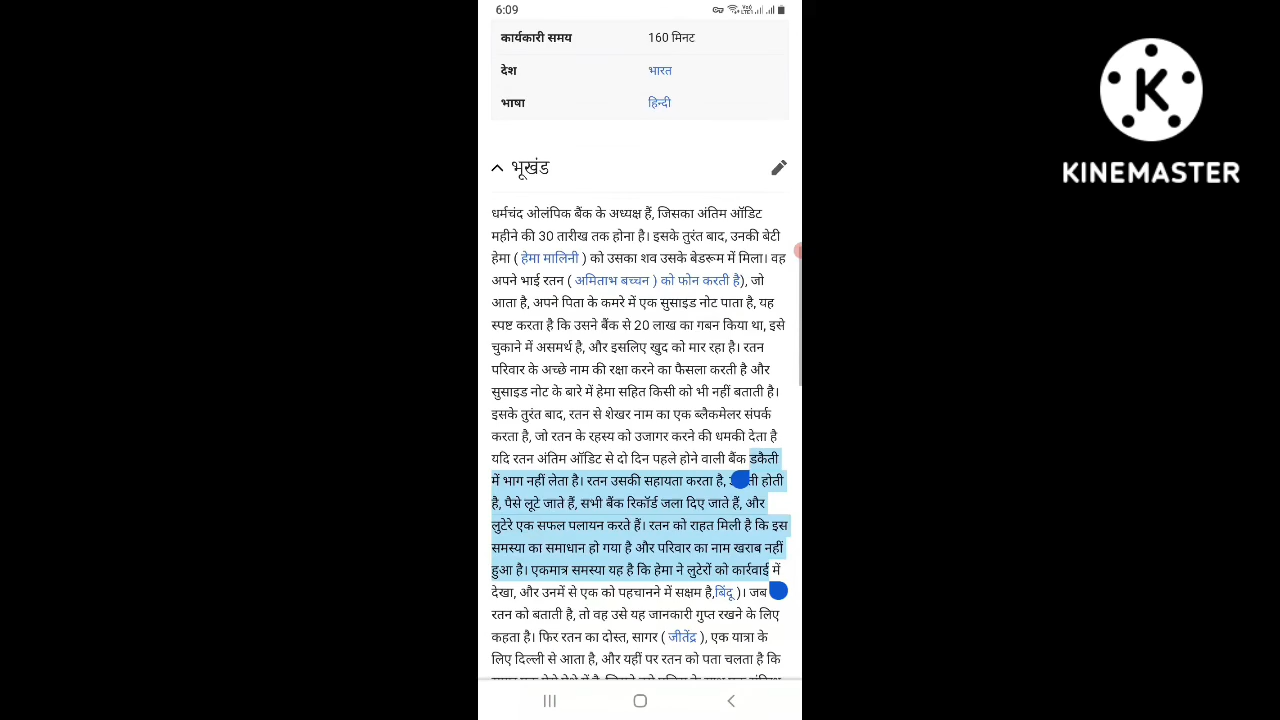 6:09
कार्यकारी समय 160 मिनट
देश भारत
भाषा हिन्दी
भूखंड
धर्मचंद ओलंपिक बैंक के अध्यक्ष हैं, जिसका अंतिम ऑडिट
महीने की 30 तारीख तक होना है। इसके तुरंत बाद, उनकी बेटी
हेमा ( हेमा मालिनी ) को उसका शव उसके बेडरूम में मिला। वह
अपने भाई रतन ( अमिताभ बच्चन ) को फोन करती है), जो
आता है, अपने पिता के कमरे में एक सुसाइड नोट पाता है, यह
स्पष्ट करता है कि उसने बैंक से 20 लाख का गबन किया था, इसे
चुकाने में असमर्थ है, और इसलिए खुद को मार रहा है। रतन
परिवार के अच्छे नाम की रक्षा करने का फैसला करती है और
सुसाइड नोट के बारे में हेमा सहित किसी को भी नहीं बताती है।
इसके तुरंत बाद, रतन से शेखर नाम का एक ब्लैकमेलर संपर्क
करता है, जो रतन के रहस्य को उजागर करने की धमकी देता है
यदि रतन अंतिम ऑडिट से दो दिन पहले होने वाली बैंक डकैती
में भाग नहीं लेता है। रतन उसकी सहायता करता है, होती
है, पैसे लूटे जाते हैं, सभी बैंक रिकॉर्ड जला दिए जाते हैं, और
लुटेरे एक सफल पलायन करते हैं। रतन को राहत मिली है कि इस
समस्या का समाधान हो गया है और परिवार का नाम खराब नहीं
हुआ है। एकमात्र समस्या यह है कि हेमा ने लुटेरों को कार्रवाई में
देखा, और उनमें से एक को पहचानने में सक्षम है,बिंदू )। जब
रतन को बताती है, तो वह उसे यह जानकारी गुप्त रखने के लिए
कहता है। फिर रतन का दोस्त, सागर ( जीतेंद्र ), एक यात्रा के
लिए दिल्ली से आता है, और यहीं पर रतन को पता चलता है कि
K
KINEMASTER